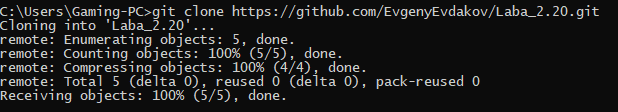 C:\Users\Gaming-PC>git clone https://github.com/EvgenyEvdakov/Laba_2.20.git
Cloning into 'Laba_2.20'...
remote: Enumerating objects: 5, done.
remote: Counting objects: 100% (5/5), done.
remote: Compressing objects: 100% (4/4), done.
remote: Total 5 (delta 0), reused 0 (delta 0), pack-reused 0
Receiving objects: 100% (5/5), done.